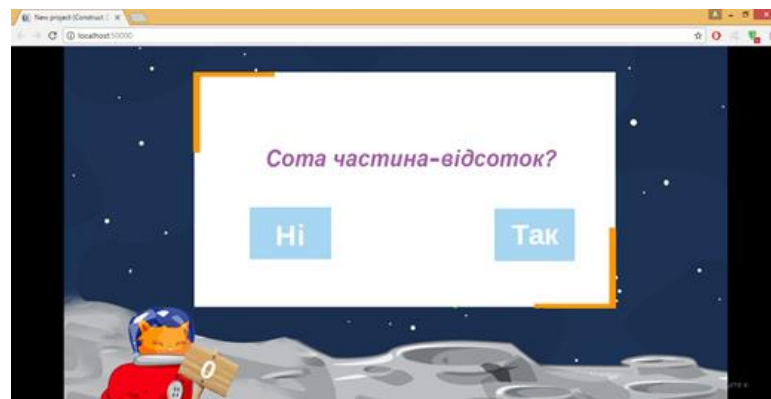 New project (Construct
localhost:50000
Сота частина-відсоток?
Ні
Так
0